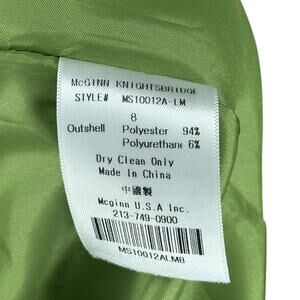 McGINN KNIGHTSBRIDGE
STYLE# MS10012A-LM
8
Outshell Polyester 94%
Polyurethane 6%
Dry Clean Only
Made In China
中國製
Mcginn U.S.A Inc.
213-749-0900
MS10012ALM8